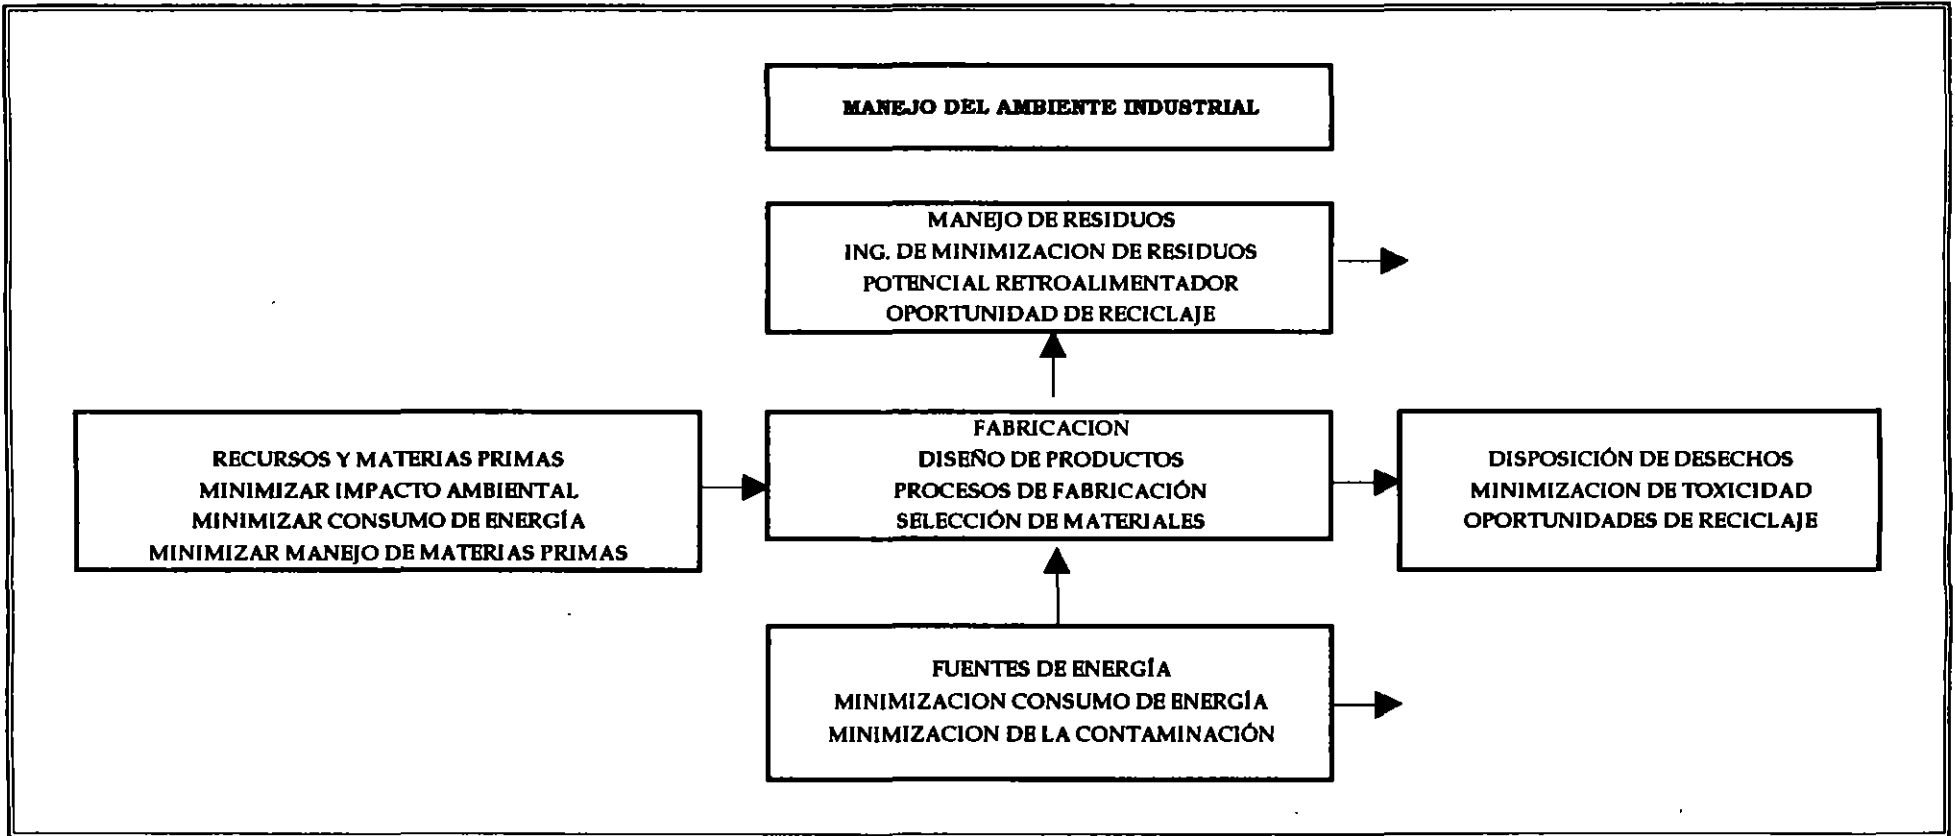 MANEJO DEL AMBIENTE INDUSTRIAL
MANEJO DE RESIDUOS
ING. DE MINIMIZACION DE RESIDUOS
POTENCIAL RETROALIMENTADOR
OPORTUNIDAD DE RECICLAJE
RECURSOS Y MATERIAS PRIMAS
MINIMIZAR IMPACTO AMBIENTAL
MINIMIZAR CONSUMO DE ENERGÍA
MINIMIZAR MANEJO DE MATERIAS PRIMAS
FABRICACION
DISEÑO DE PRODUCTOS
PROCESOS DE FABRICACIÓN
SELECCIÓN DE MATERIALES
DISPOSICIÓN DE DESECHOS
MINIMIZACION DE TOXICIDAD
OPORTUNIDADES DE RECICLAJE
FUENTES DE ENERGÍA
MINIMIZACION CONSUMO DE ENERGÍA
MINIMIZACION DE LA CONTAMINACIÓN